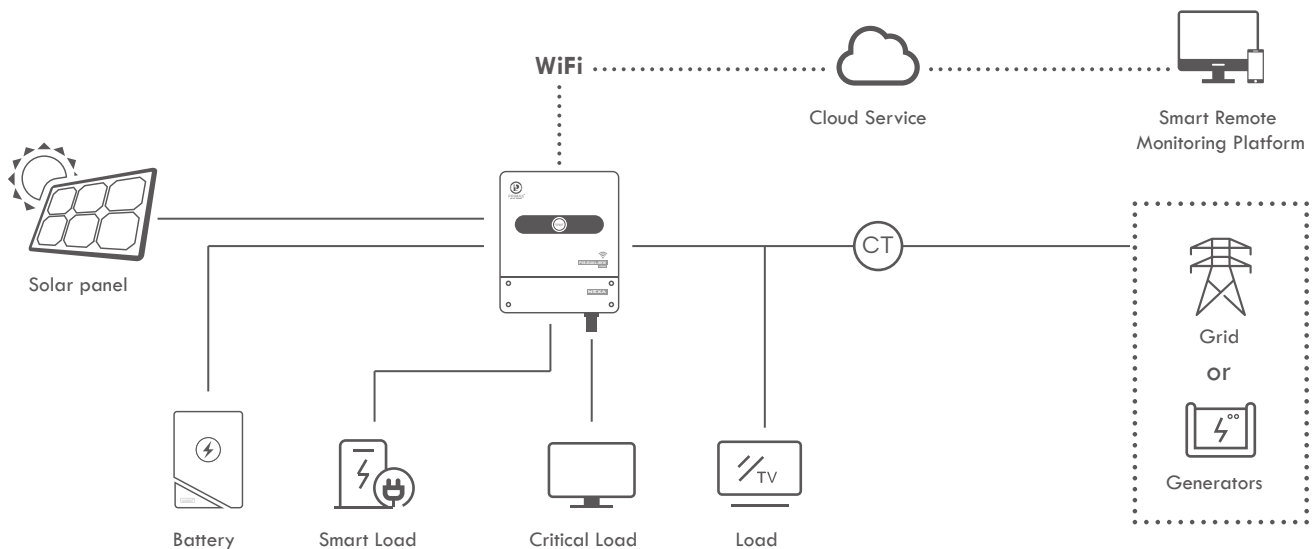 WiFi
Cloud Service
Smart Remote
Monitoring Platform
Solar panel
CT
Grid
or
Generators
TV
Battery
Smart Load
Critical Load
Load